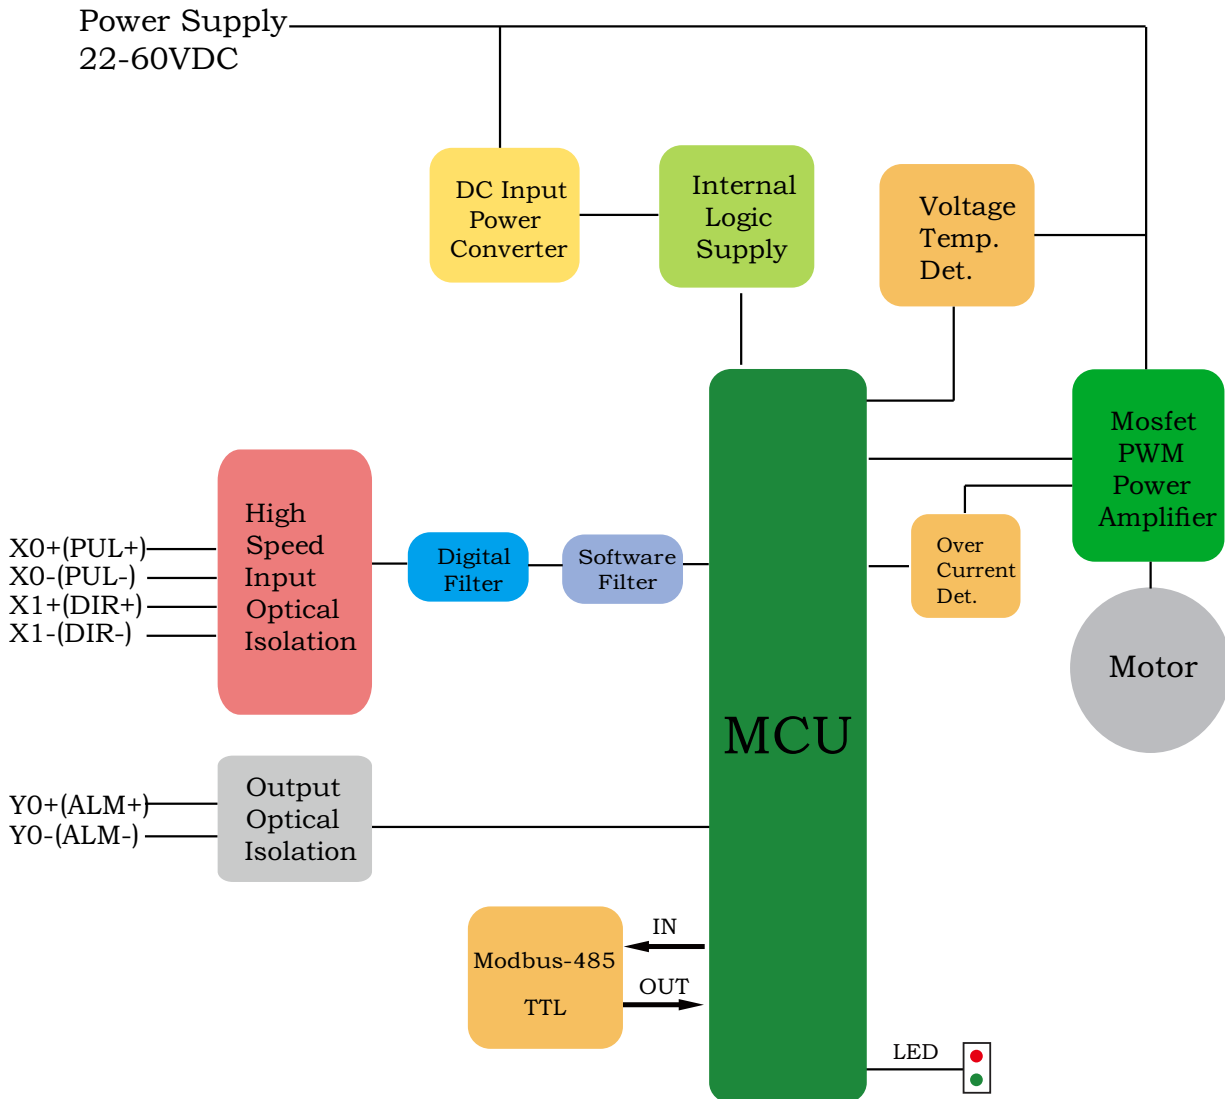 Power Supply
22-60VDC
DC Input
Power
Converter
Internal
Logic
Supply
Voltage
Temp.
Det.
Mosfet
PWM
Power
Amplifier
High
Speed
Input
Optical
Isolation
X0+(PUL+)
X0-(PUL-)
X1+(DIR+)
X1-(DIR-)
Digital
Filter
Software
Filter
Over
Current
Det.
Motor
MCU
Output
Optical
Isolation
Y0+(ALM+)
Y0-(ALM-)
Modbus-485
TTL
IN
OUT
LED